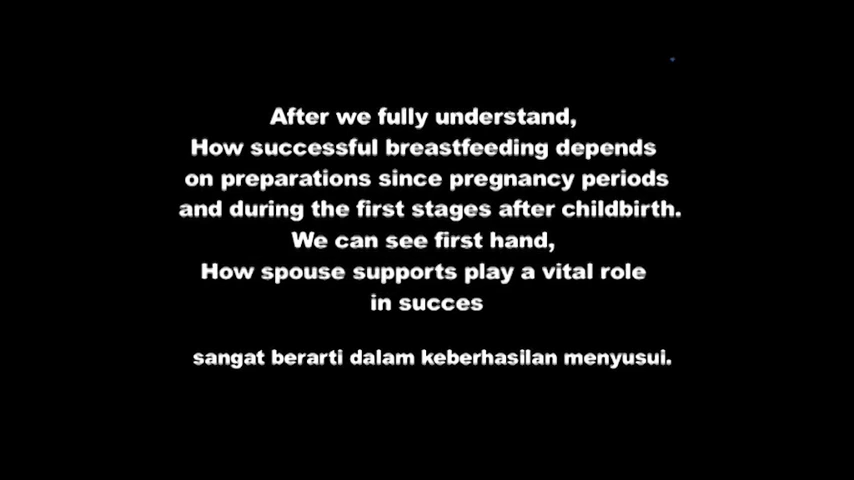 After we fully understand,
How successful breastfeeding depends
on preparations since pregnancy periods
and during the first stages after childbirth.
We can see first hand,
How spouse supports play a vital role
in succes
sangat berarti dalam keberhasilan menyusui.